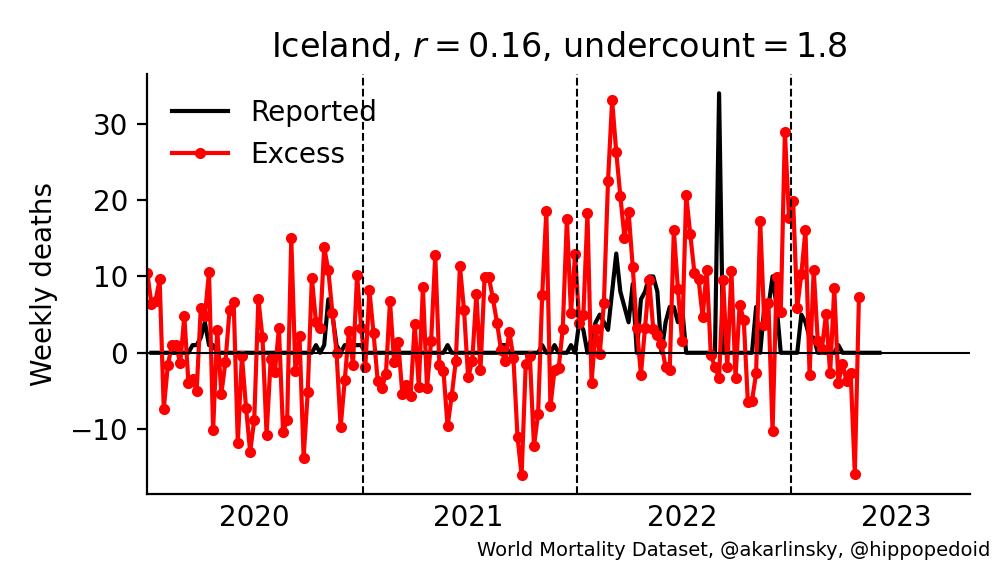 Iceland, r = 0.16, undercount = 1.8
Reported
Excess
Weekly deaths
30
20
10
0
−10
2020 2021 2022 2023
World Mortality Dataset, @akarlinsky, @hippopedoid